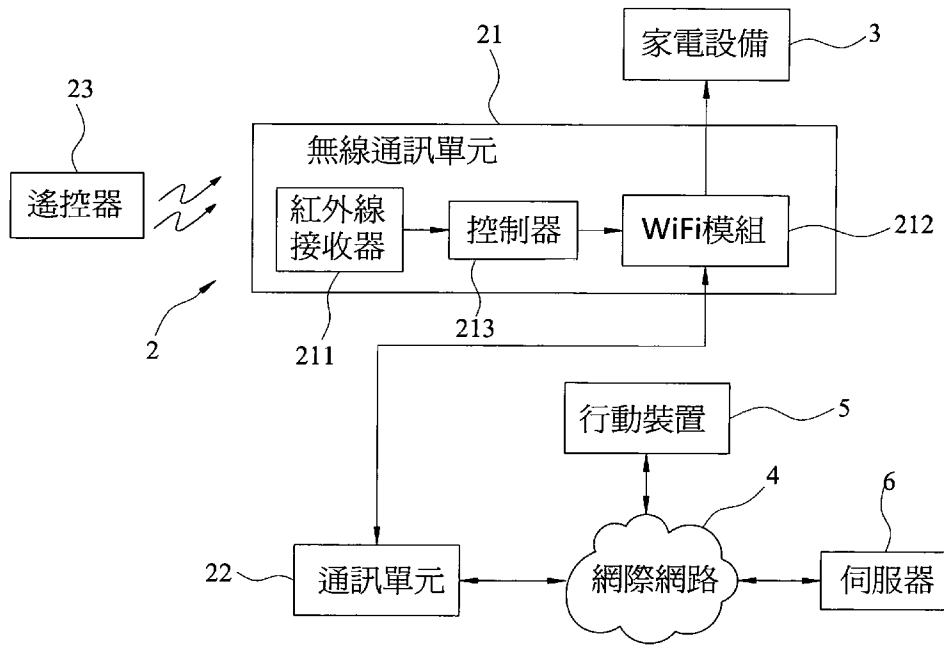 家電設備
3
21
23
無線通訊單元
遙控器
紅外線
接收器
控制器
WiFi模組
212
2
211
213
行動裝置
5
4
6
22
通訊單元
網際網路
伺服器